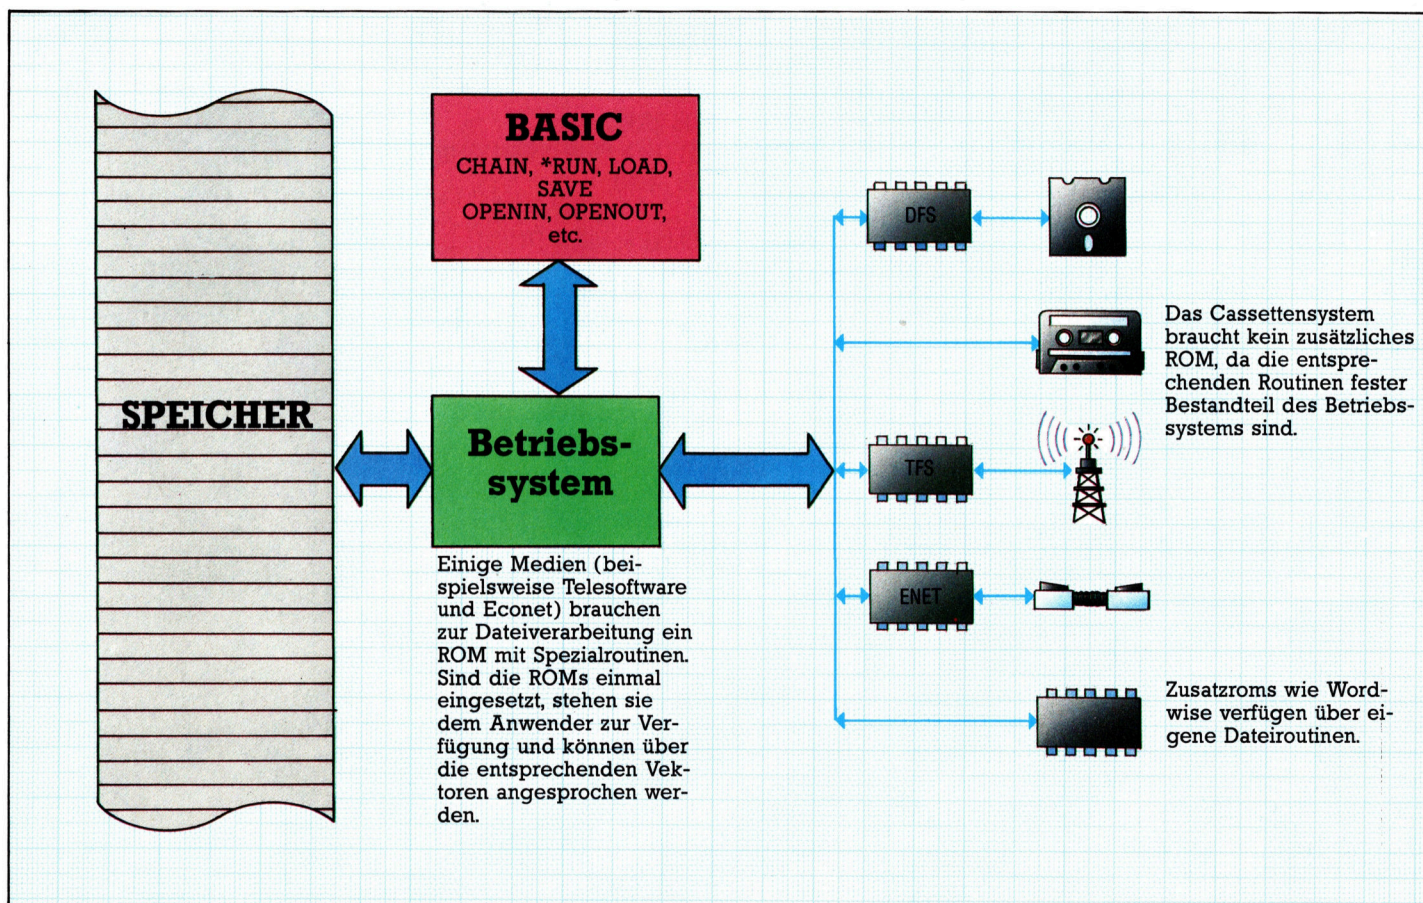 BASIC
CHAIN, *RUN, LOAD,
SAVE
OPENIN, OPENOUT,
etc.
SPEICHER
Betriebs-
system
Einige Medien (bei-
spielsweise Telesoftware
und Econet) brauchen
zur Dateiverarbeitung ein
ROM mit Spezialroutinen.
Sind die ROMs einmal
eingesetzt, stehen sie
dem Anwender zur Ver-
fügung und können über
die entsprechenden Vek-
toren angesprochen wer-
den.
DFS
Das Cassettensystem
braucht kein zusätzliches
ROM, da die entspre-
chenden Routinen fester
Bestandteil des Betriebs-
systems sind.
TFS
ENET
Zusatzroms wie Word-
wise verfügen über ei-
gene Dateiroutinen.